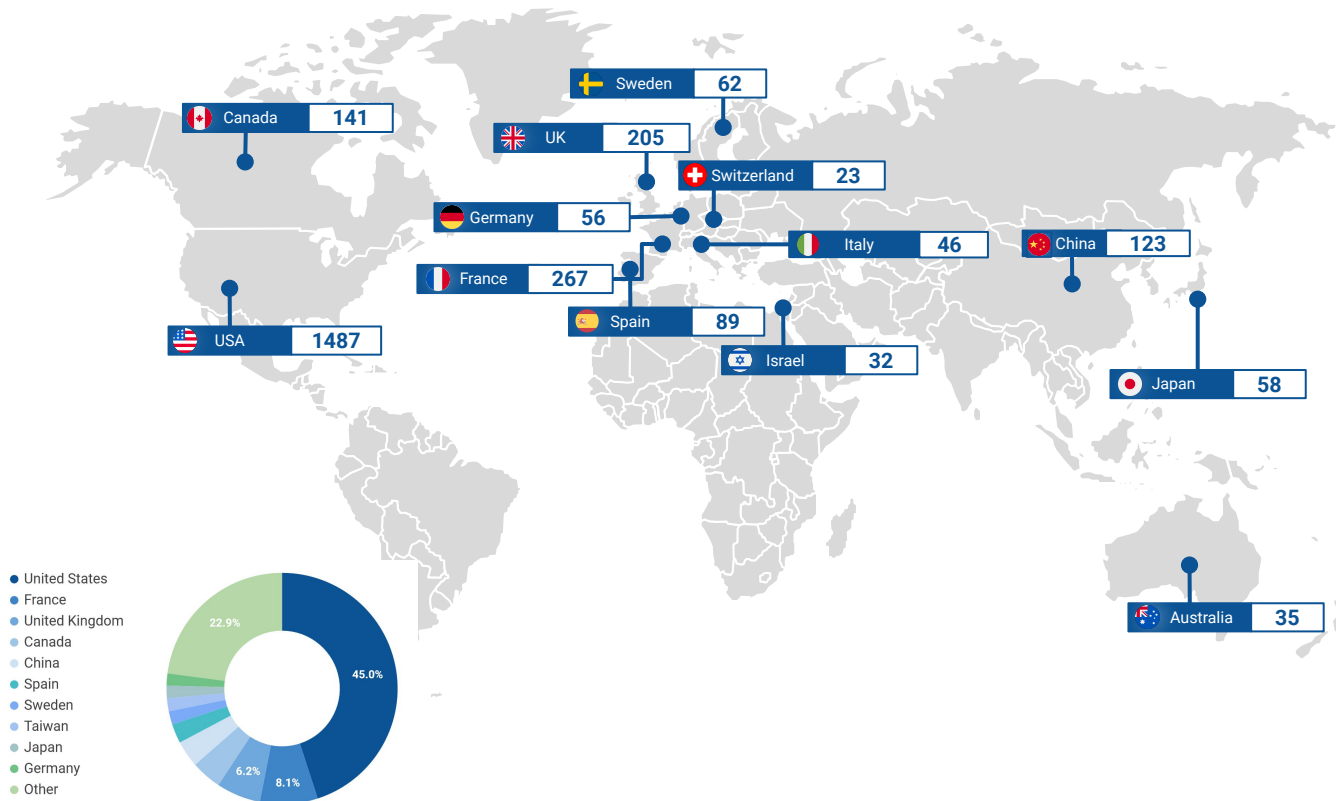 Sweden 62
Canada 141
UK 205
Switzerland 23
Germany 56
Italy 46
China 123
France 267
Spain 89
USA 1487
Israel 32
Japan 58
Australia 35
United States
France
United Kingdom
Canada
China
Spain
Sweden
Taiwan
Japan
Germany
Other
22.9%
45.0%
6.2%
8.1%